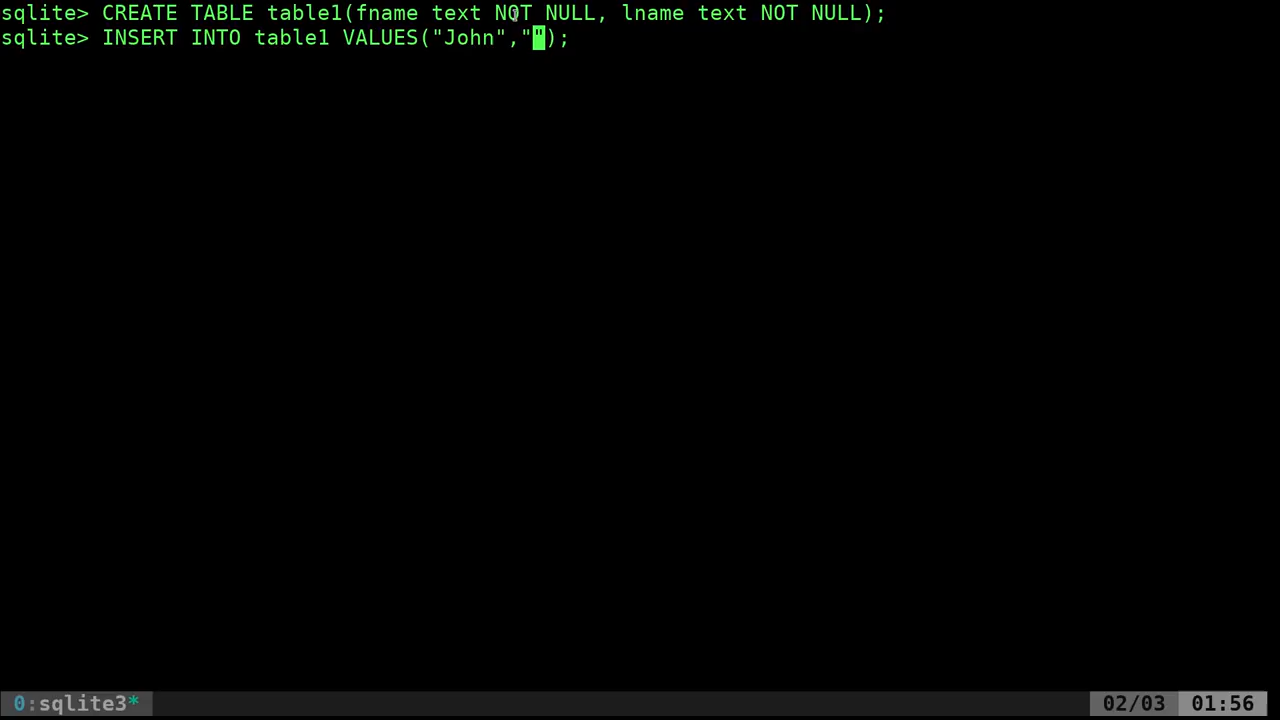 sqlite> CREATE TABLE table1(fname text NOT NULL, lname text NOT NULL);
sqlite> INSERT INTO table1 VALUES("John","");
0:sqlite3* 02/03 01:56